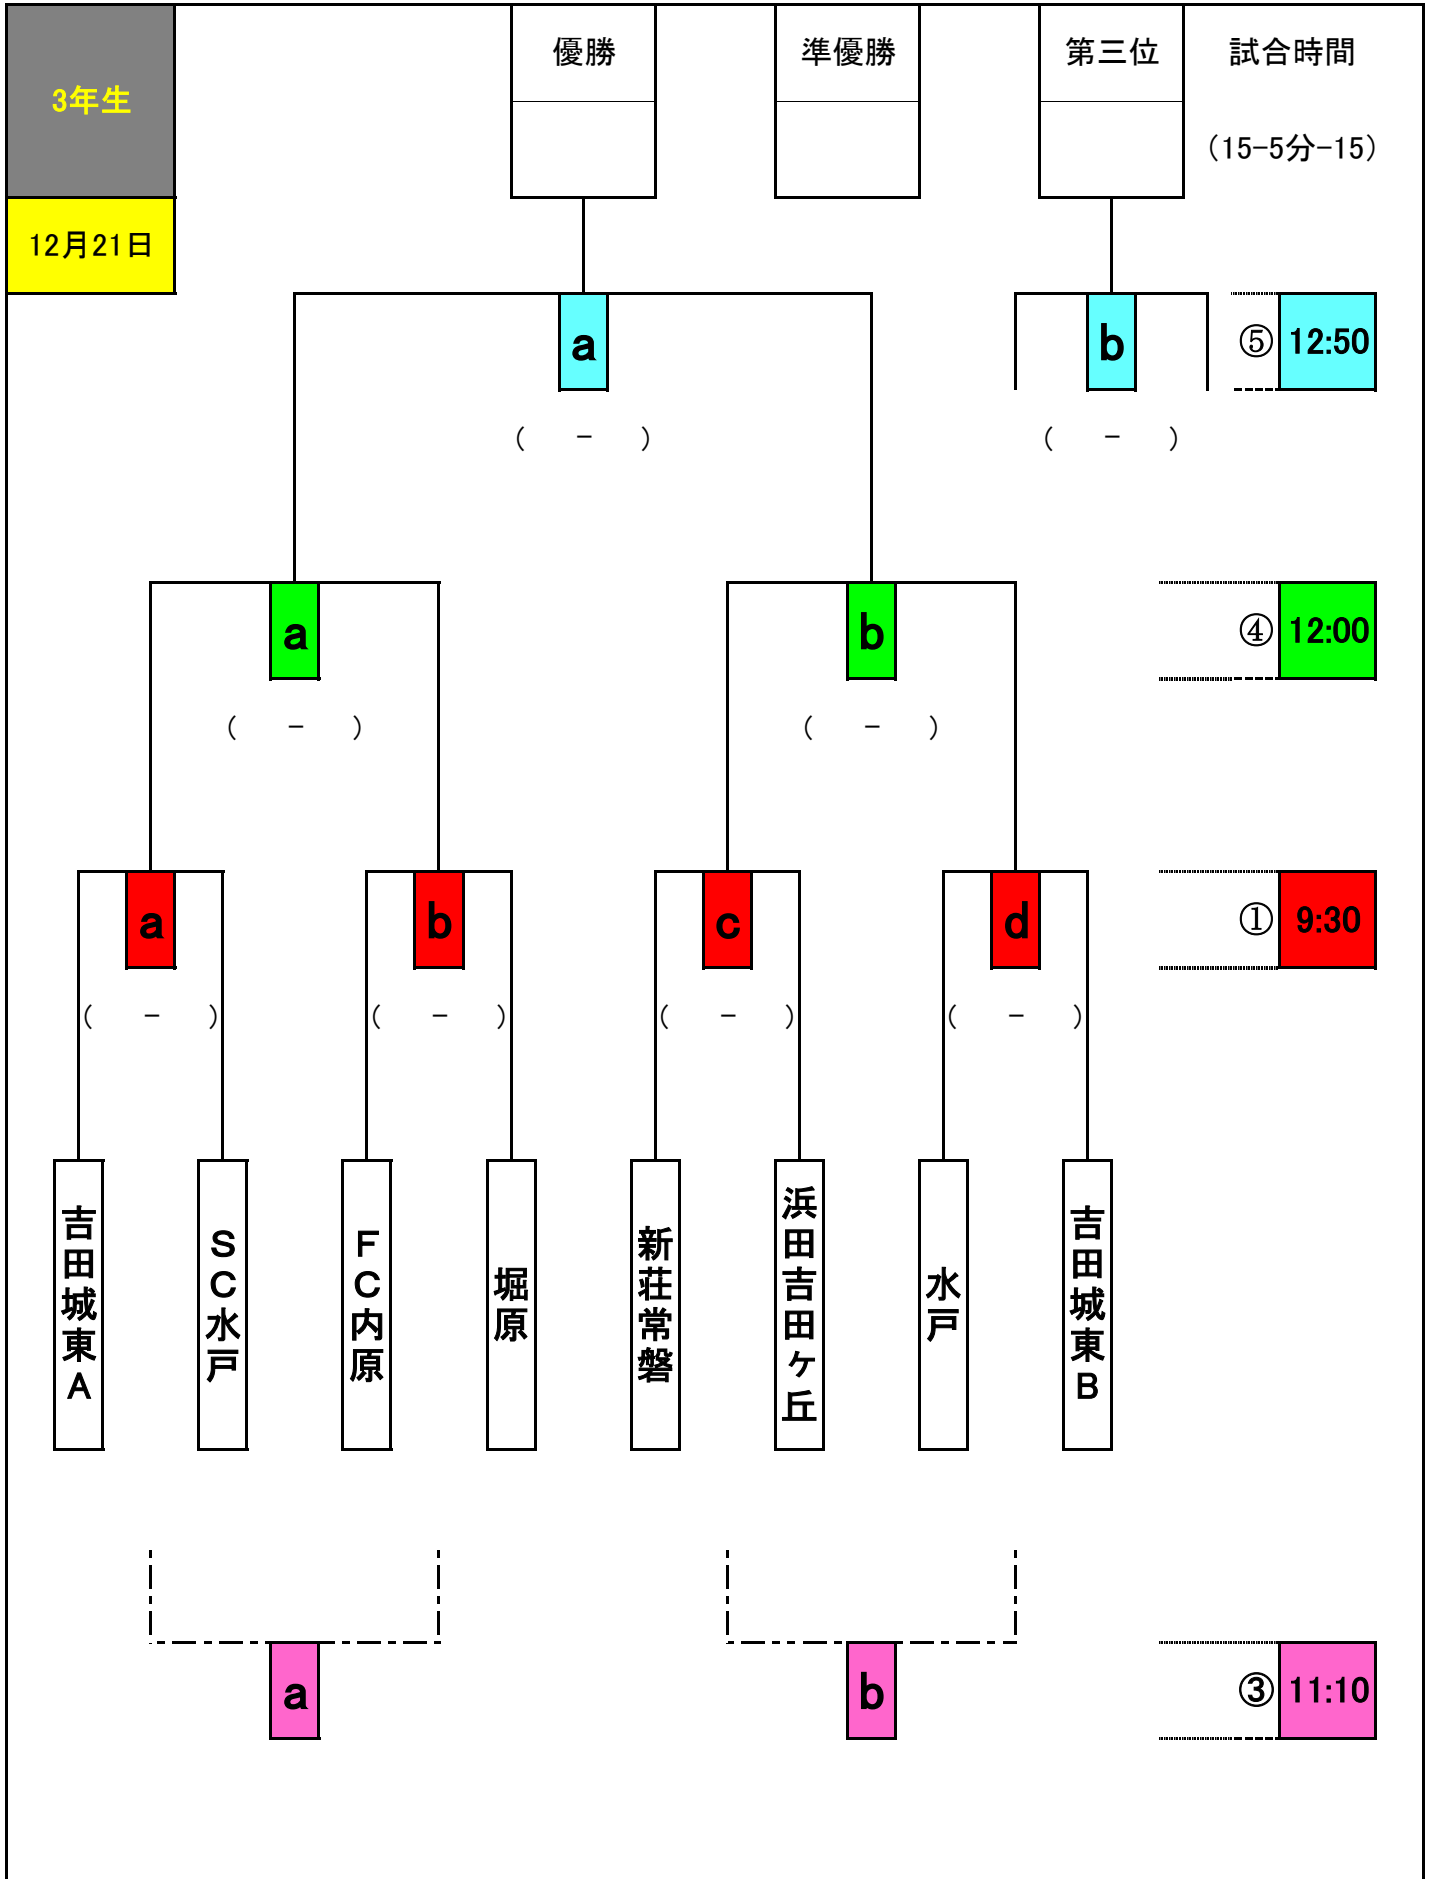 3年生
優勝
準優勝
第三位
試合時間
（15-5分-15）
12月21日
a
b
⑤ 12:50
（ - ）
（ - ）
a
b
④ 12:00
（ - ）
（ - ）
a
b
c
d
① 9:30
（ - ）
（ - ）
（ - ）
（ - ）
吉田城東Ａ
ＳＣ水戸
ＦＣ内原
堀原
新荘常磐
浜田吉田ヶ丘
水戸
吉田城東Ｂ
a
b
③ 11:10